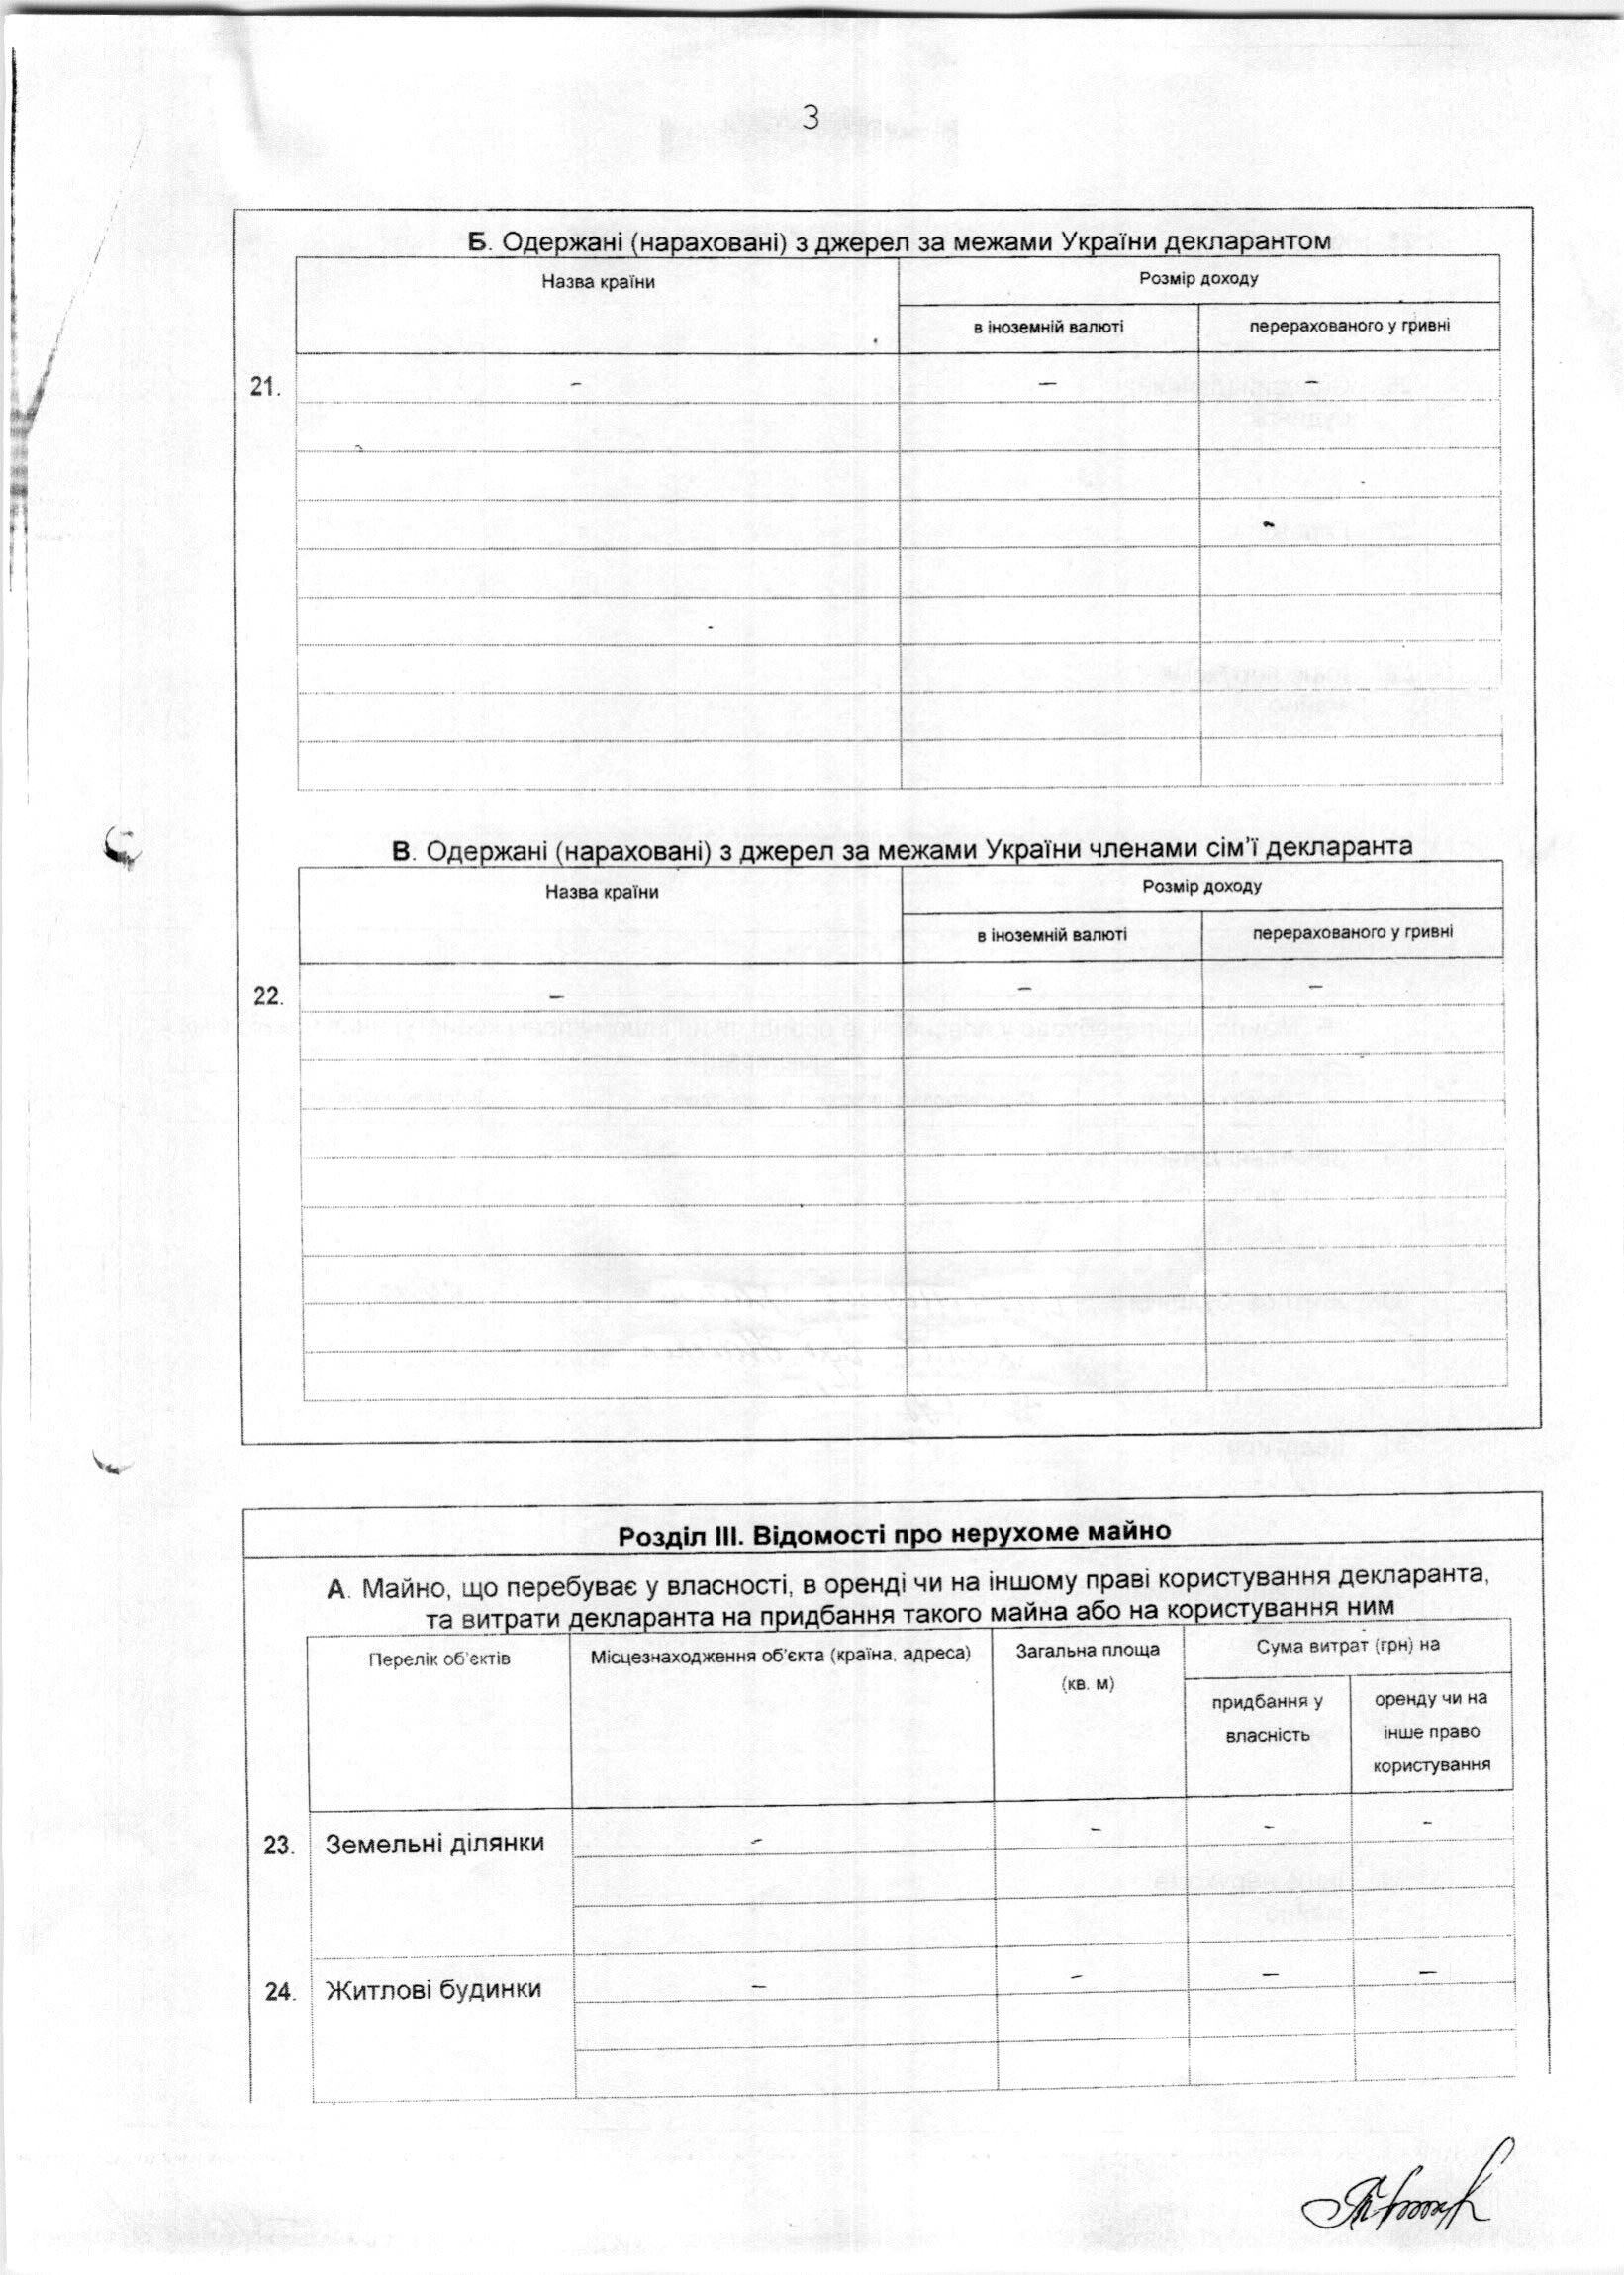 3
Б. Одержані (нараховані) з джерел за межами України декларантом
Назва країни
Розмір доходу
в іноземній валюті
перерахованого у гривні
21. – – –
В. Одержані (нараховані) з джерел за межами України членами сім'ї декларанта
Назва країни
Розмір доходу
в іноземній валюті
перерахованого у гривні
22. – – –
Розділ III. Відомості про нерухоме майно
А. Майно, що перебуває у власності, в оренді чи на іншому праві користування декларанта,
та витрати декларанта на придбання такого майна або на користування ним
Перелік об'єктів
Місцезнаходження об'єкта (країна, адреса)
Загальна площа
(кв. м)
Сума витрат (грн) на
придбання у
власність
оренду чи на
інше право
користування
23. Земельні ділянки – – – –
24. Житлові будинки – – – –